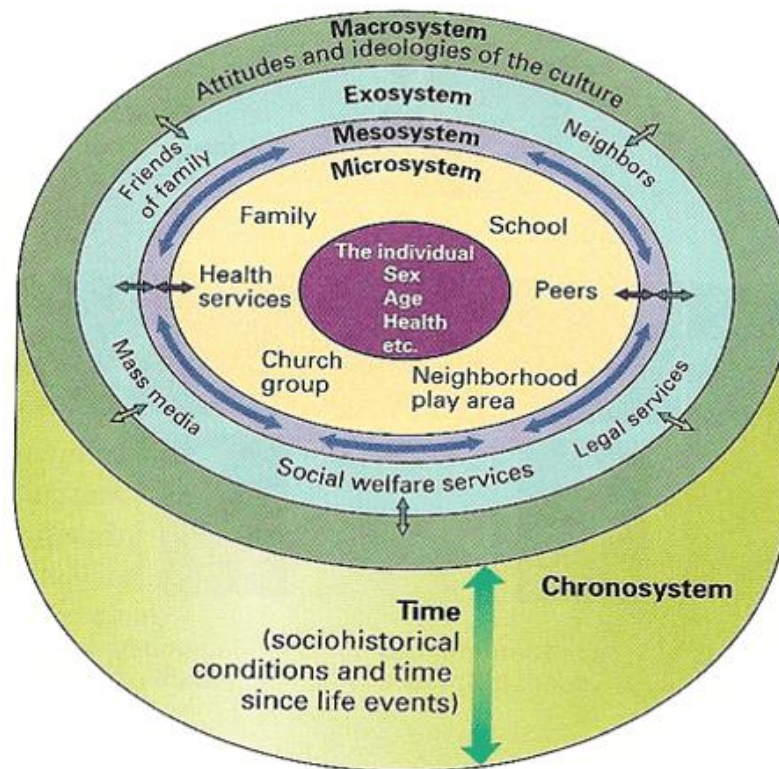 Macrosystem
Attitudes and ideologies of the culture
Exosystem
Mesosystem
Microsystem
Friends
of family
Neighbors
Family
School
The individual
Sex
Age
Health
etc.
Health
services
Peers
Church
group
Neighborhood
play area
Mass media
Legal services
Social welfare services
Chronosystem
Time
(sociohistorical
conditions and time
since life events)